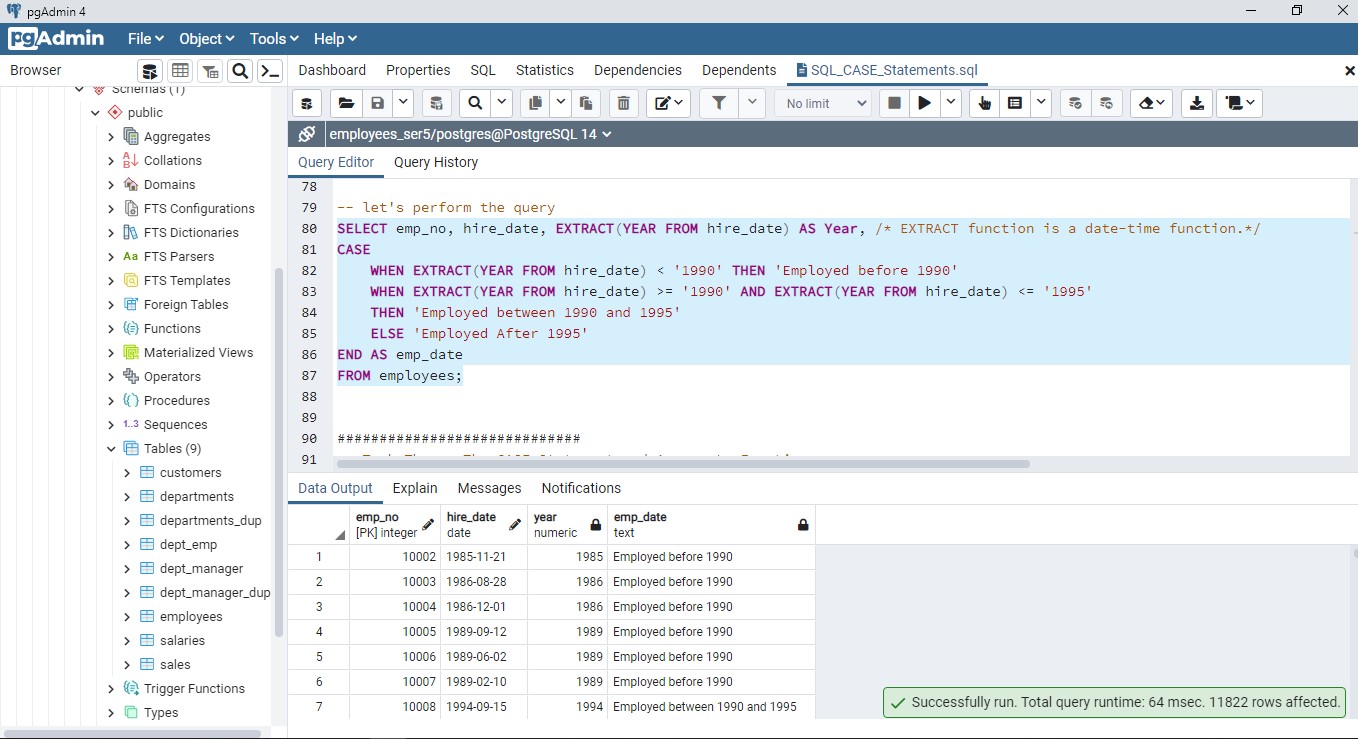 pgAdmin 4
pgAdmin File Object Tools Help
Browser
Dashboard Properties SQL Statistics Dependencies Dependents SQL_CASE_Statements.sql
No limit
employees_ser5/postgres@PostgreSQL 14
Query Editor Query History
Schemas (1)
public
Aggregates
Collations
Domains
FTS Configurations
FTS Dictionaries
Aa FTS Parsers
FTS Templates
Foreign Tables
Functions
Materialized Views
Operators
Procedures
1..3 Sequences
Tables (9)
customers
departments
departments_dup
dept_emp
dept_manager
dept_manager_dup
employees
salaries
sales
Trigger Functions
Types
78
79 -- let's perform the query
80 SELECT emp_no, hire_date, EXTRACT(YEAR FROM hire_date) AS Year, /* EXTRACT function is a date-time function.*/
81 CASE
82 WHEN EXTRACT(YEAR FROM hire_date) < '1990' THEN 'Employed before 1990'
83 WHEN EXTRACT(YEAR FROM hire_date) >= '1990' AND EXTRACT(YEAR FROM hire_date) <= '1995'
84 THEN 'Employed between 1990 and 1995'
85 ELSE 'Employed After 1995'
86 END AS emp_date
87 FROM employees;
88
89
90 #############################
91
Data Output Explain Messages Notifications
emp_no hire_date year emp_date
[PK] integer date numeric text
1 10002 1985-11-21 1985 Employed before 1990
2 10003 1986-08-28 1986 Employed before 1990
3 10004 1986-12-01 1986 Employed before 1990
4 10005 1989-09-12 1989 Employed before 1990
5 10006 1989-06-02 1989 Employed before 1990
6 10007 1989-02-10 1989 Employed before 1990
7 10008 1994-09-15 1994 Employed between 1990 and 1995
Successfully run. Total query runtime: 64 msec. 11822 rows affected.